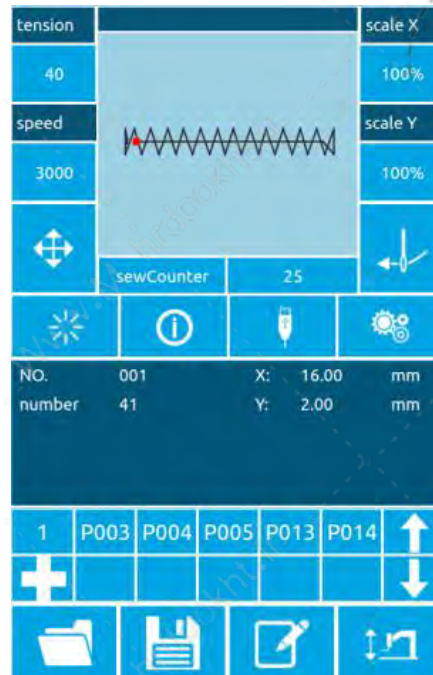 tension
scale X
40
100%
speed
scale Y
3000
100%
sewCounter 25
NO. 001 X: 16.00 mm
number 41 Y: 2.00 mm
1 P003 P004 P005 P013 P014